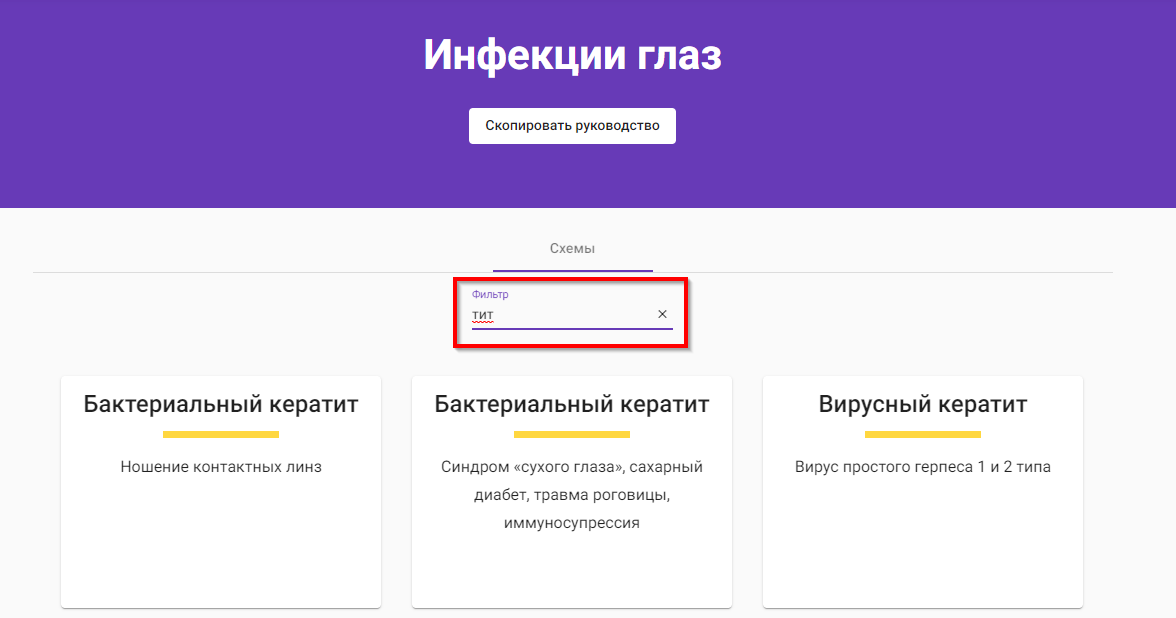 Инфекции глаз
Скопировать руководство
Схемы
Фильтр
тит
Бактериальный кератит
Ношение контактных линз
Бактериальный кератит
Синдром «сухого глаза», сахарный
диабет, травма роговицы,
иммуносупрессия
Вирусный кератит
Вирус простого герпеса 1 и 2 типа